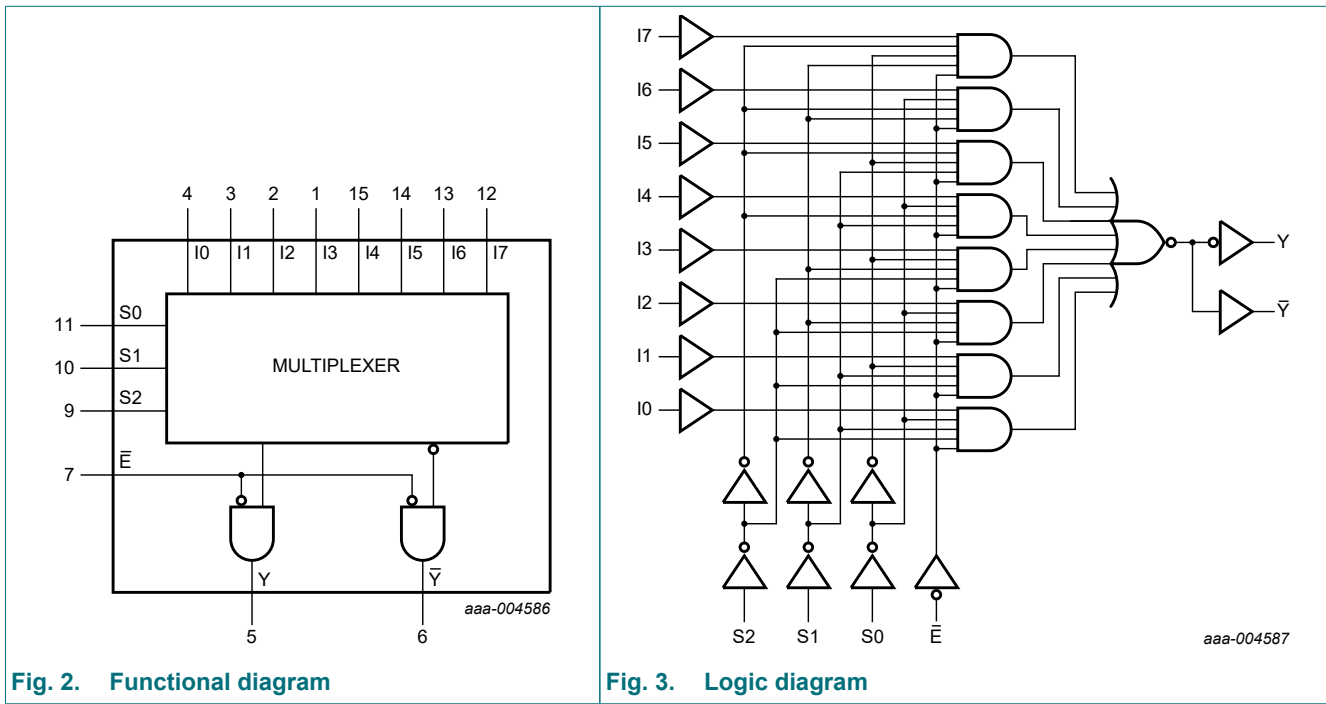 4 3 2 1 15 14 13 12
I0 I1 I2 I3 I4 I5 I6 I7
11 S0
10 S1
9 S2
MULTIPLEXER
7 E̅
Y Y̅
5 6
aaa-004586
Fig. 2. Functional diagram
I7
I6
I5
I4
I3
I2
I1
I0
Y
Y̅
S2 S1 S0 E̅
aaa-004587
Fig. 3. Logic diagram